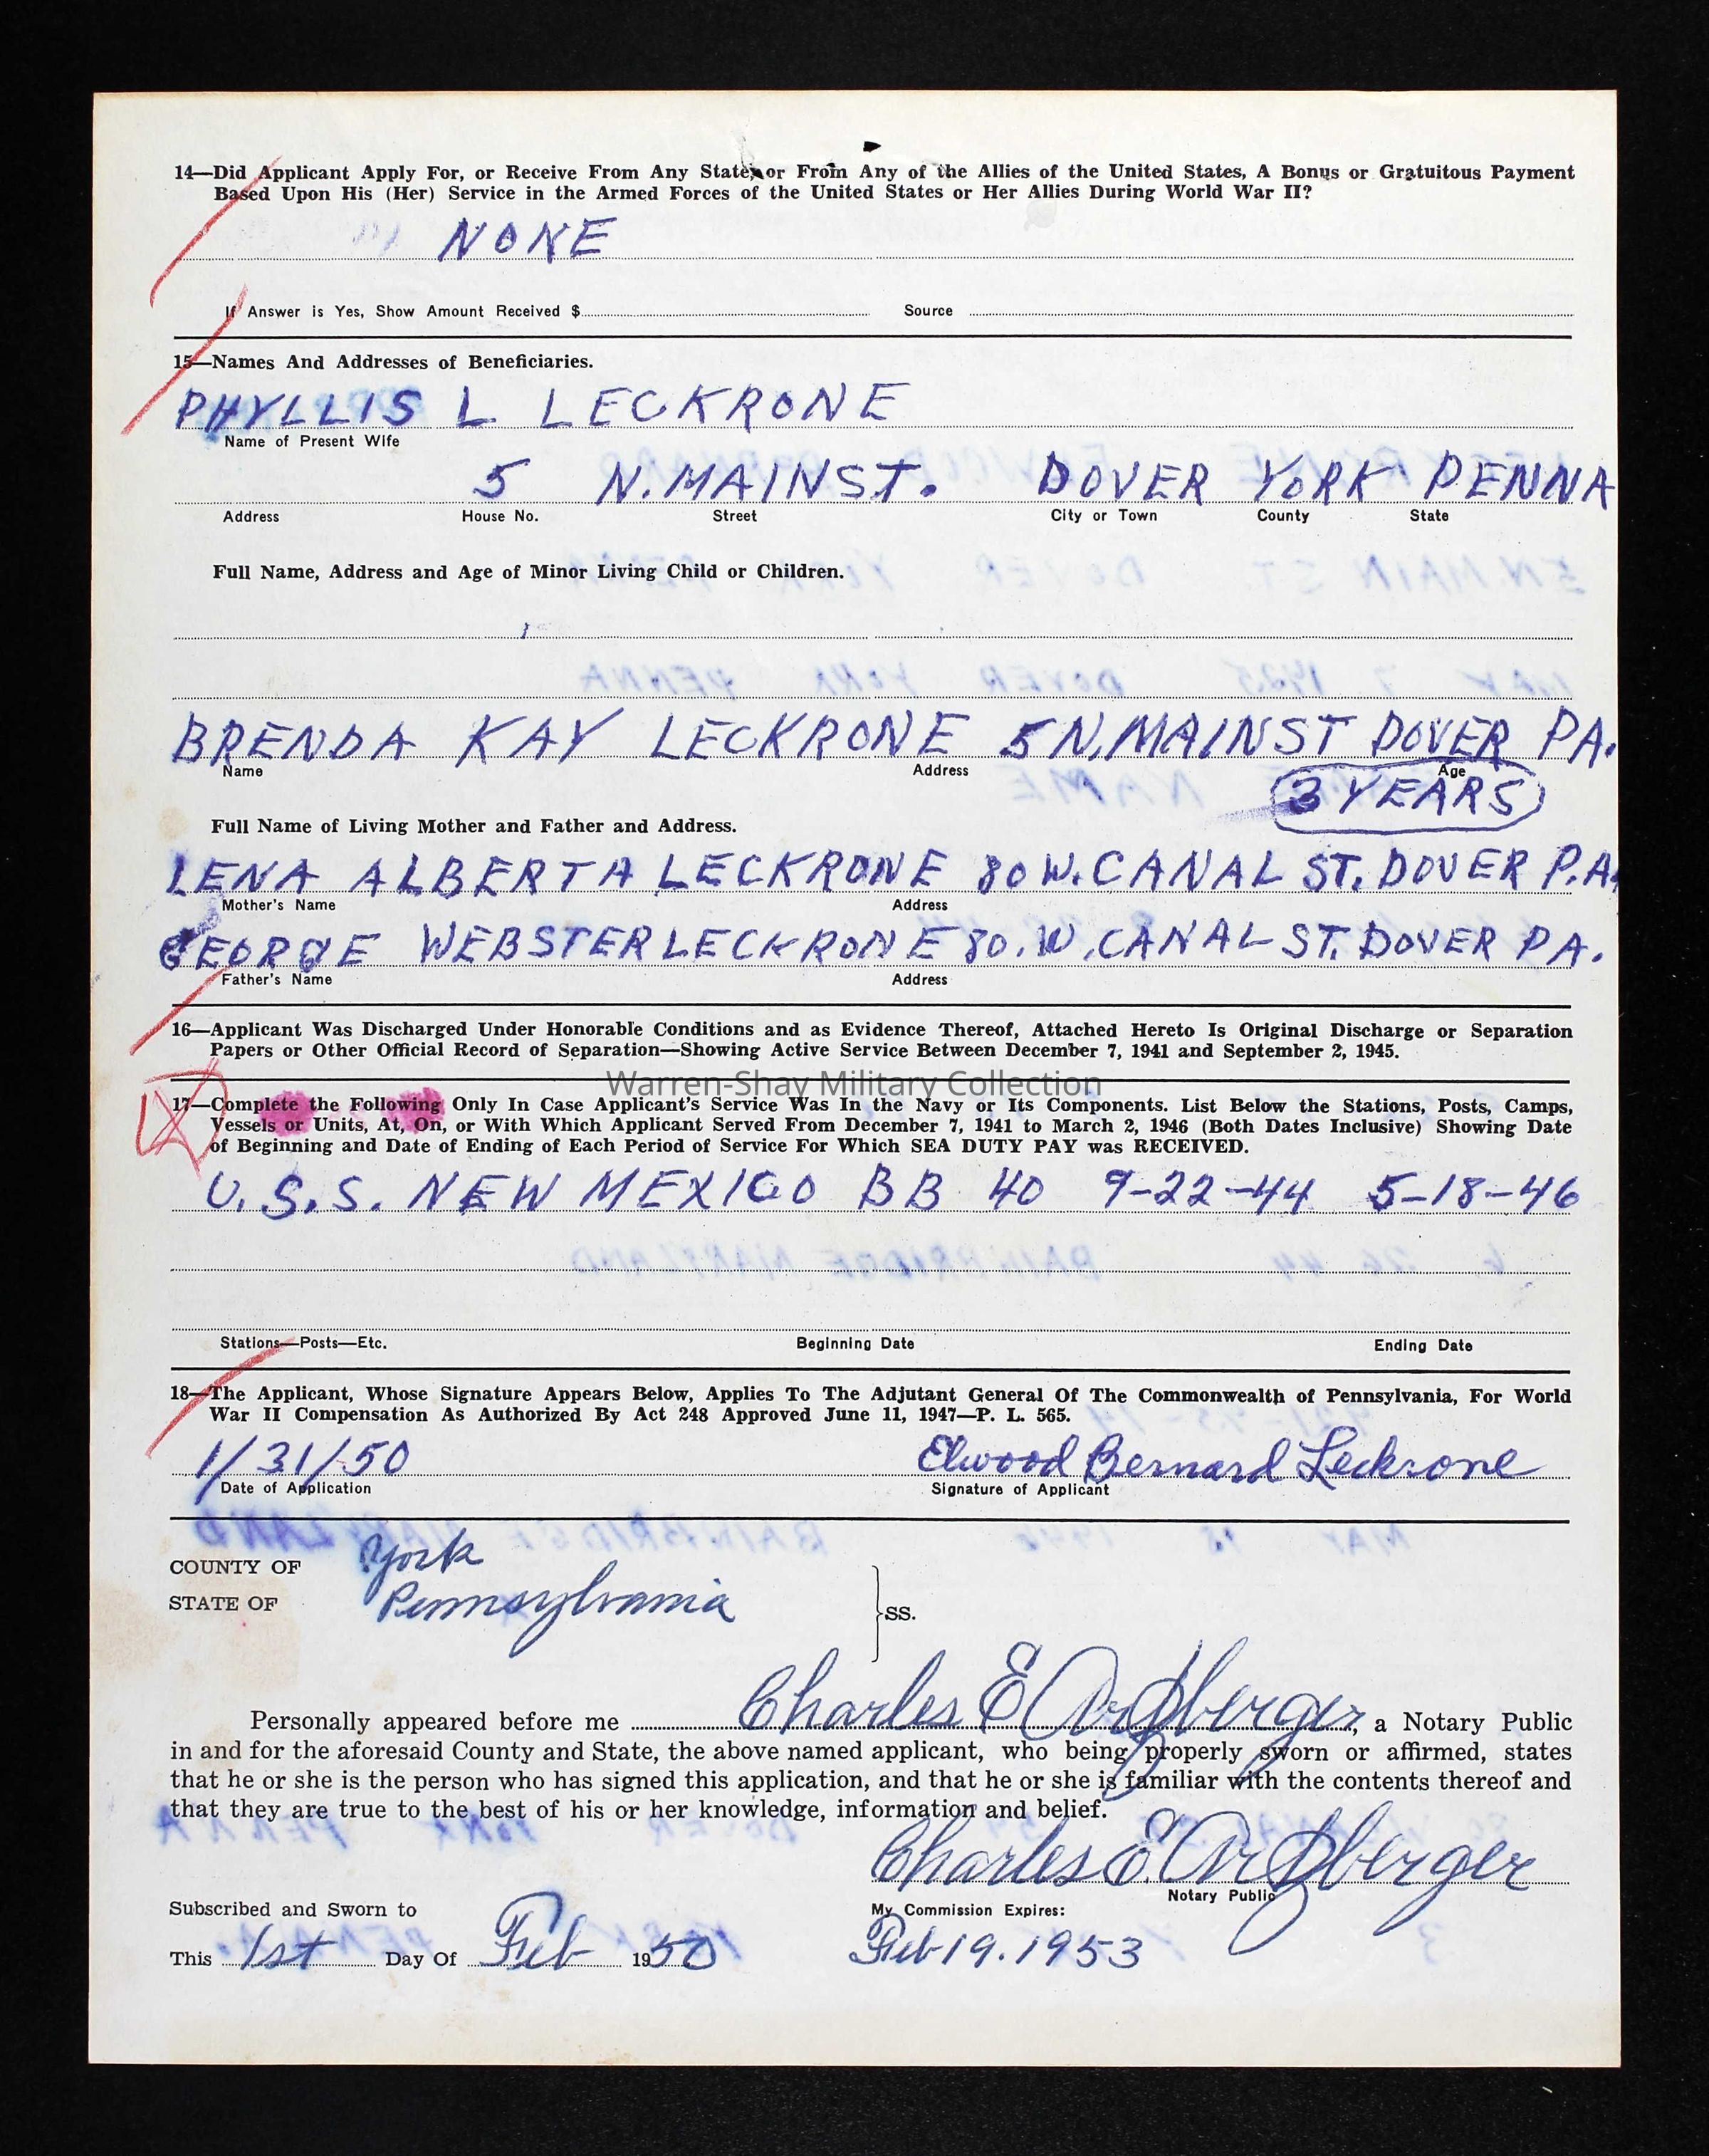 14—Did Applicant Apply For, or Receive From Any State, or From Any of the Allies of the United States, A Bonus or Gratuitous Payment
Based Upon His (Her) Service in the Armed Forces of the United States or Her Allies During World War II?
NONE
If Answer is Yes, Show Amount Received $ Source
15—Names And Addresses of Beneficiaries.
PHYLLIS L LECKRONE
Name of Present Wife
5 N. MAIN ST. DOVER YORK PENNA
Address House No. Street City or Town County State
Full Name, Address and Age of Minor Living Child or Children.
BRENDA KAY LECKRONE 5 N. MAIN ST DOVER PA.
Name Address Age
3 YEARS
Full Name of Living Mother and Father and Address.
LENA ALBERTA LECKRONE 80 W. CANAL ST. DOVER P.A.
Mother's Name Address
GEORGE WEBSTER LECKRONE 80. W. CANAL ST. DOVER PA.
Father's Name Address
16—Applicant Was Discharged Under Honorable Conditions and as Evidence Thereof, Attached Hereto Is Original Discharge or Separation
Papers or Other Official Record of Separation—Showing Active Service Between December 7, 1941 and September 2, 1945.
Warren-Shay Military Collection
17—Complete the Following Only In Case Applicant's Service Was In the Navy or Its Components. List Below the Stations, Posts, Camps,
Vessels or Units, At, On, or With Which Applicant Served From December 7, 1941 to March 2, 1946 (Both Dates Inclusive) Showing Date
of Beginning and Date of Ending of Each Period of Service For Which SEA DUTY PAY was RECEIVED.
U.S.S. NEW MEXICO BB 40 9-22-44 5-18-46
Stations—Posts—Etc. Beginning Date Ending Date
18—The Applicant, Whose Signature Appears Below, Applies To The Adjutant General Of The Commonwealth of Pennsylvania, For World
War II Compensation As Authorized By Act 248 Approved June 11, 1947—P. L. 565.
1/31/50 Elwood Bernard Leckrone
Date of Application Signature of Applicant
COUNTY OF York
STATE OF Pennsylvania
SS.
Personally appeared before me Charles E , a Notary Public
in and for the aforesaid County and State, the above named applicant, who being properly sworn or affirmed, states
that he or she is the person who has signed this application, and that he or she is familiar with the contents thereof and
that they are true to the best of his or her knowledge, information and belief.
Charles E.
Notary Public
Subscribed and Sworn to My Commission Expires:
This 1st Day Of Feb 1950 Feb 19. 1953